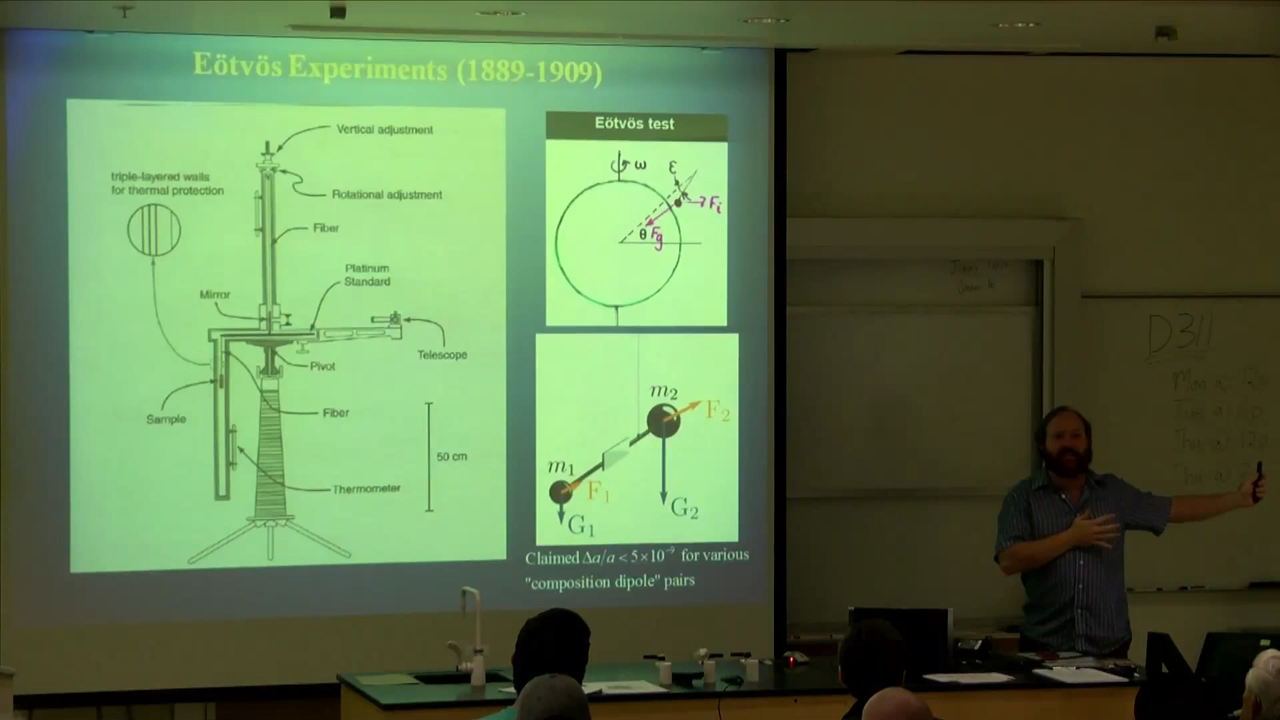 Eötvös Experiments (1889-1909)
Vertical adjustment
triple-layered walls
for thermal protection
Rotational adjustment
Fiber
Platinum
Standard
Mirror
Telescope
Pivot
Sample
Fiber
50 cm
Thermometer
Eötvös test
ω
ε
Fi
θ
Fg
m₂
F₂
m₁
F₁
G₂
G₁
Claimed Δa/a < 5×10⁻⁹ for various
"composition dipole" pairs
D311